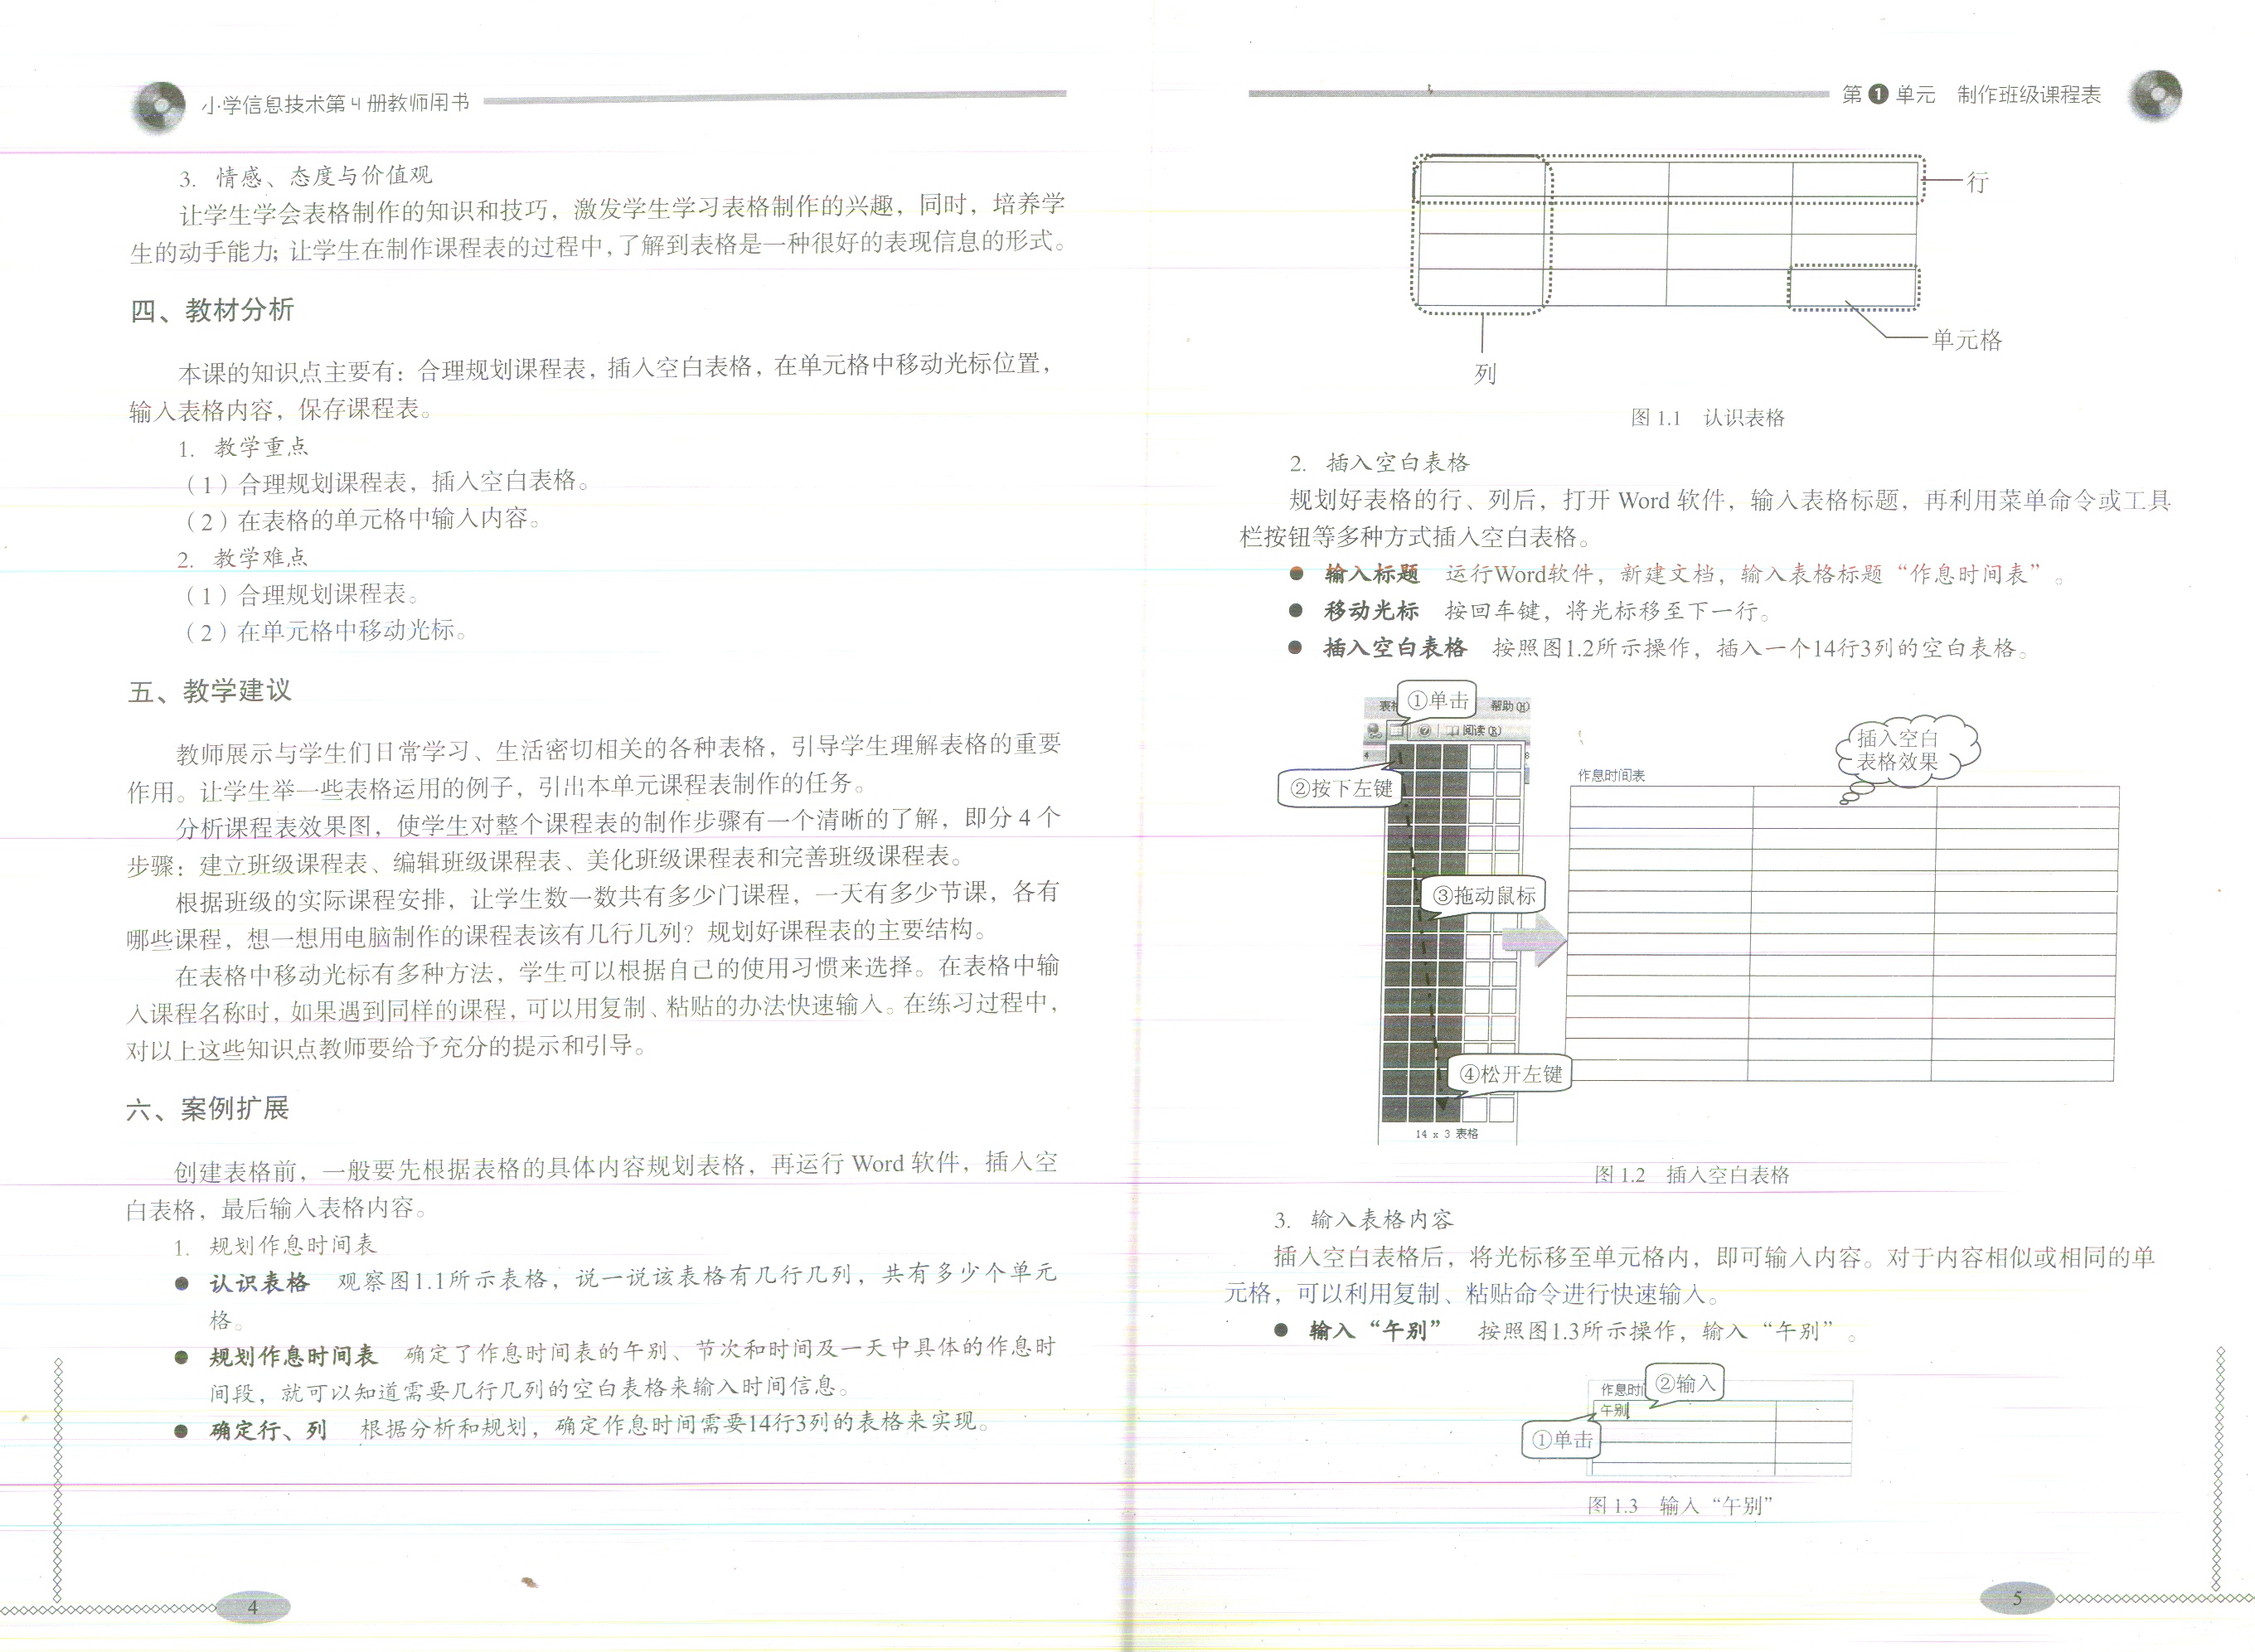 小学信息技术第4册教师用书
3. 情感、态度与价值观
让学生学会表格制作的知识和技巧，激发学生学习表格制作的兴趣，同时，培养学
生的动手能力；让学生在制作课程表的过程中，了解到表格是一种很好的表现信息的形式。
四、教材分析
本课的知识点主要有：合理规划课程表，插入空白表格，在单元格中移动光标位置，
输入表格内容，保存课程表。
1. 教学重点
（1）合理规划课程表，插入空白表格。
（2）在表格的单元格中输入内容。
2. 教学难点
（1）合理规划课程表。
（2）在单元格中移动光标。
五、教学建议
教师展示与学生们日常学习、生活密切相关的各种表格，引导学生理解表格的重要
作用。让学生举一些表格运用的例子，引出本单元课程表制作的任务。
分析课程表效果图，使学生对整个课程表的制作步骤有一个清晰的了解，即分 4 个
步骤：建立班级课程表、编辑班级课程表、美化班级课程表和完善班级课程表。
根据班级的实际课程安排，让学生数一数共有多少门课程，一天有多少节课，各有
哪些课程，想一想用电脑制作的课程表该有几行几列？规划好课程表的主要结构。
在表格中移动光标有多种方法，学生可以根据自己的使用习惯来选择。在表格中输
入课程名称时，如果遇到同样的课程，可以用复制、粘贴的办法快速输入。在练习过程中，
对以上这些知识点教师要给予充分的提示和引导。
六、案例扩展
创建表格前，一般要先根据表格的具体内容规划表格，再运行 Word 软件，插入空
白表格，最后输入表格内容。
1. 规划作息时间表
● 认识表格 观察图1.1所示表格，说一说该表格有几行几列，共有多少个单元
格。
● 规划作息时间表 确定了作息时间表的午别、节次和时间及一天中具体的作息时
间段，就可以知道需要几行几列的空白表格来输入时间信息。
● 确定行、列 根据分析和规划，确定作息时间需要14行3列的表格来实现。
4
第1单元 制作班级课程表
行
单元格
列
图 1.1 认识表格
2. 插入空白表格
规划好表格的行、列后，打开 Word 软件，输入表格标题，再利用菜单命令或工具
栏按钮等多种方式插入空白表格。
● 输入标题 运行Word软件，新建文档，输入表格标题“作息时间表”。
● 移动光标 按回车键，将光标移至下一行。
● 插入空白表格 按照图1.2所示操作，插入一个14行3列的空白表格。
①单击
帮助(H)
阅读(R)
②按下左键
③拖动鼠标
④松开左键
14 x 3 表格
作息时间表
插入空白
表格效果
图 1.2 插入空白表格
3. 输入表格内容
插入空白表格后，将光标移至单元格内，即可输入内容。对于内容相似或相同的单
元格，可以利用复制、粘贴命令进行快速输入。
● 输入“午别” 按照图1.3所示操作，输入“午别”。
作息时
②输入
午别
①单击
图 1.3 输入“午别”
5